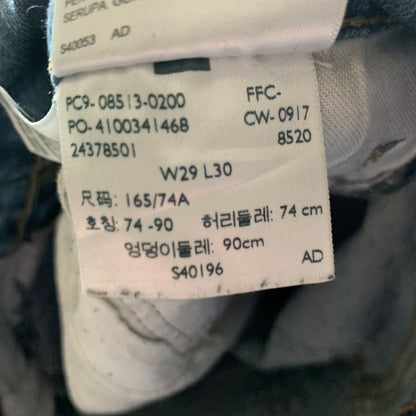 SERUPA.
S40053 AD
PC9- 08513-0200 FFC-
PO- 4100341468 CW- 0917
24378501 8520
W29 L30
尺码: 165/74A
호칭: 74 -90 허리둘레: 74 cm
엉덩이둘레: 90cm
S40196 AD